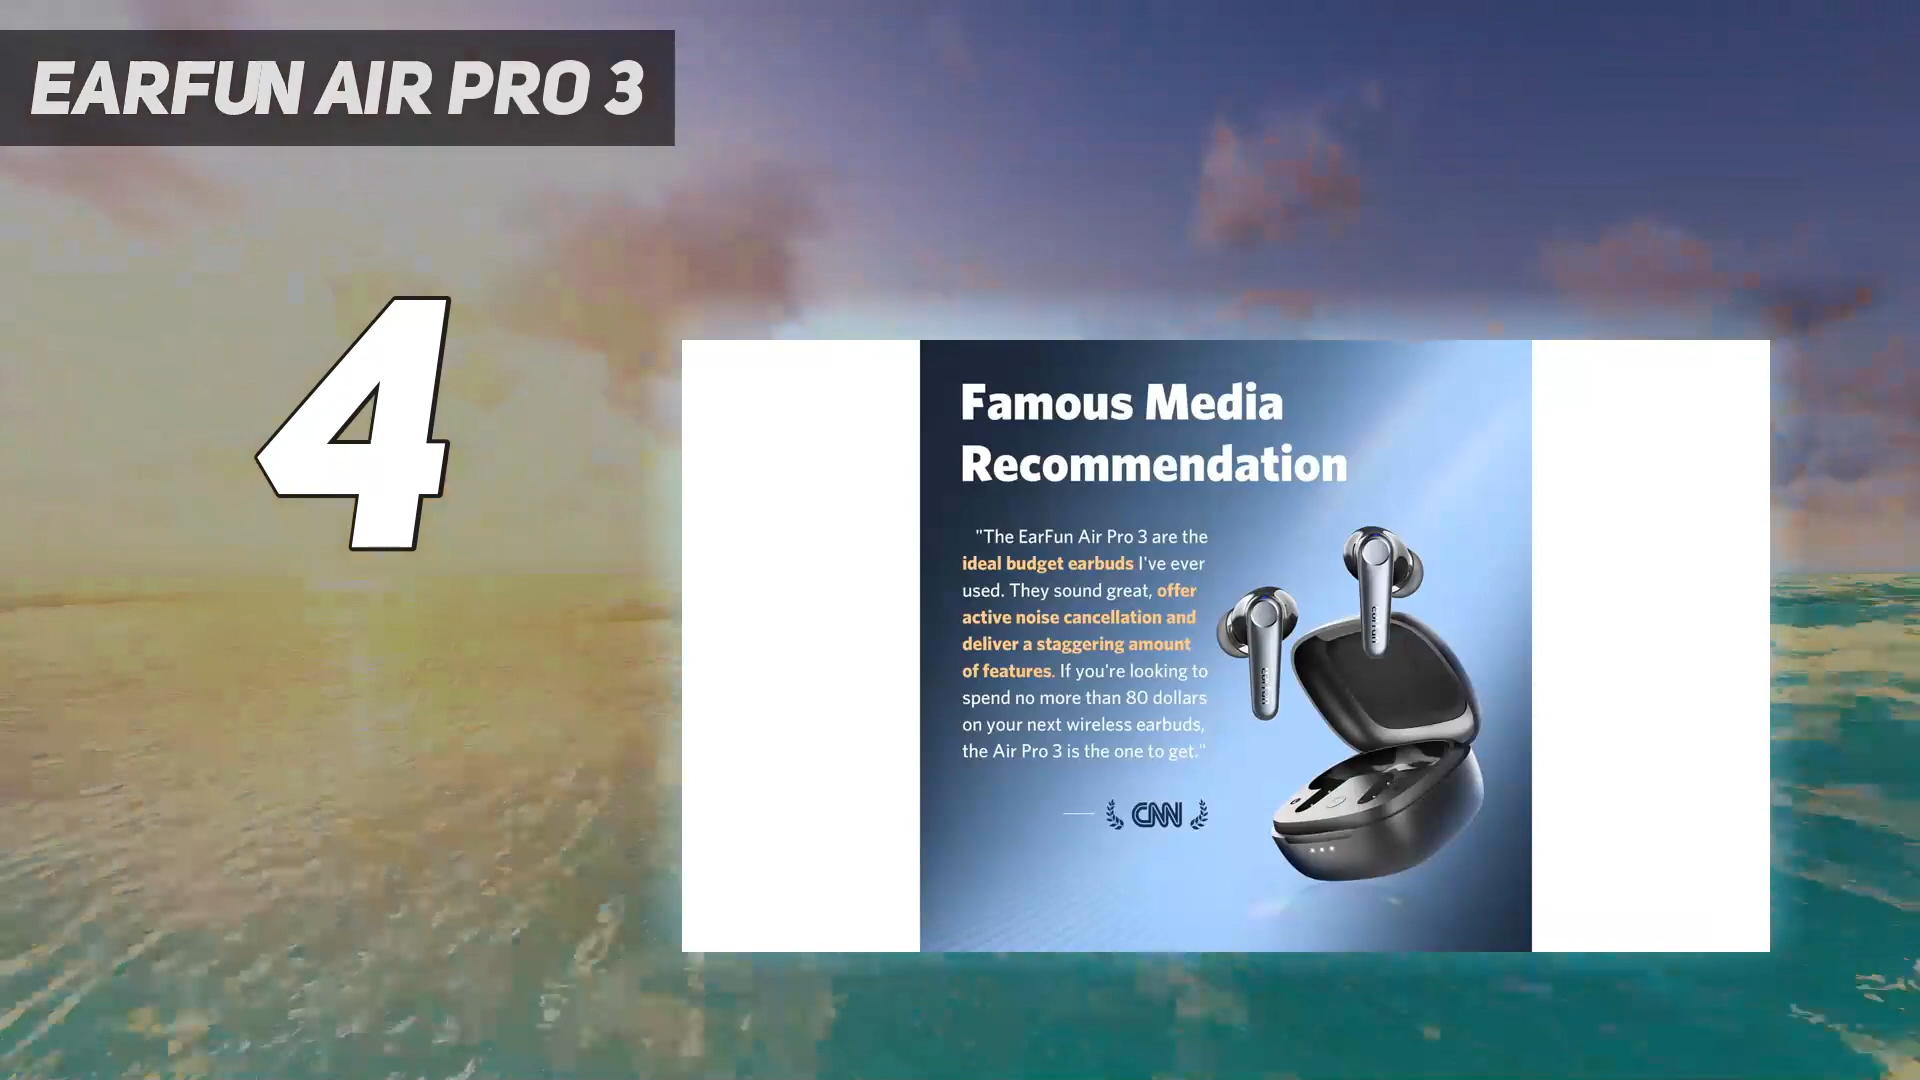 EARFUN AIR PRO 3
4
Famous Media
Recommendation
"The EarFun Air Pro 3 are the
ideal budget earbuds I've ever
used. They sound great, offer
active noise cancellation and
deliver a staggering amount
of features. If you're looking to
spend no more than 80 dollars
on your next wireless earbuds,
the Air Pro 3 is the one to get."
CNN